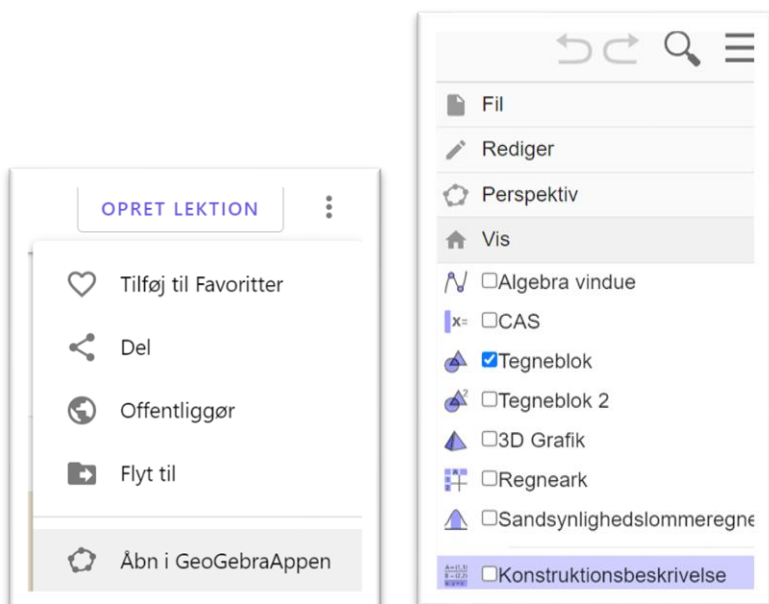 OPRET LEKTION
Tilføj til Favoritter
Del
Offentliggør
Flyt til
Åbn i GeoGebraAppen
Fil
Rediger
Perspektiv
Vis
Algebra vindue
CAS
Tegneblok
Tegneblok 2
3D Grafik
Regneark
Sandsynlighedslommeregne
Konstruktionsbeskrivelse